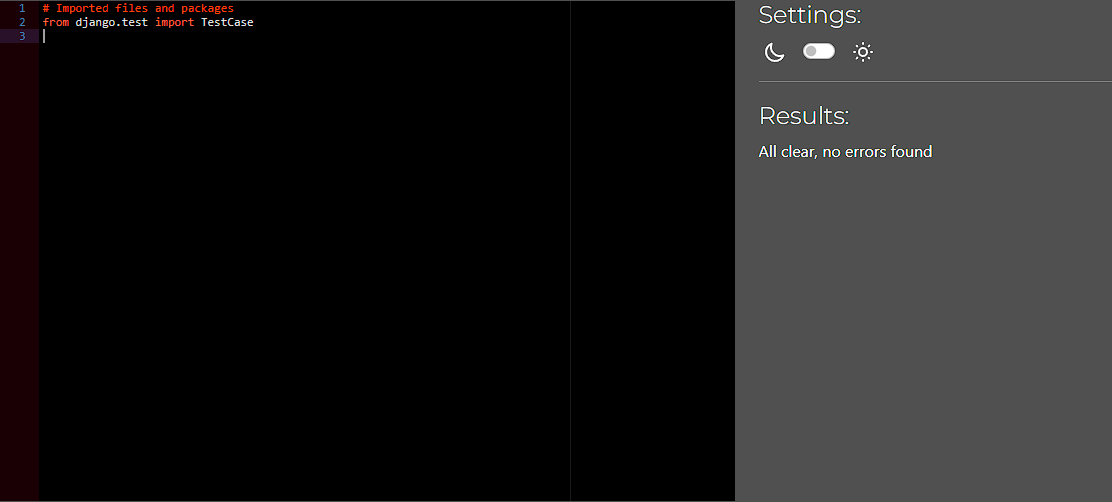 1 # Imported files and packages
2 from django.test import TestCase
3
Settings:
Results:
All clear, no errors found